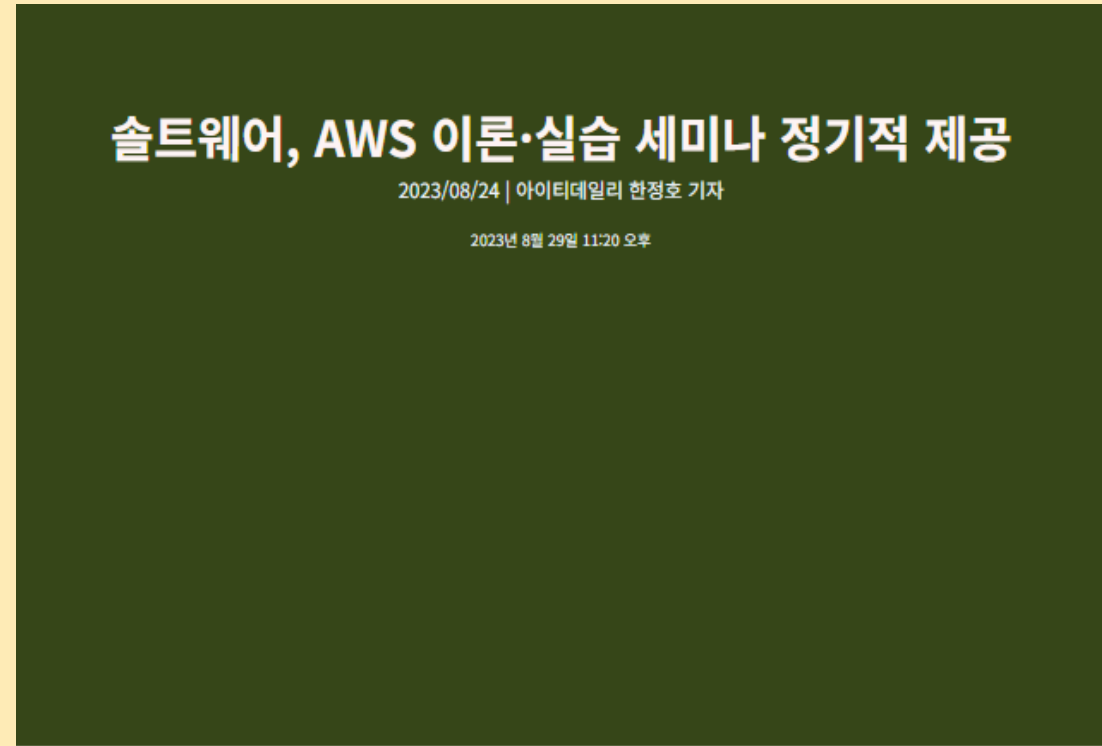 솔트웨어, AWS 이론·실습 세미나 정기적 제공
2023/08/24 | 아이티데일리 한정호 기자
2023년 8월 29일 11:20 오후